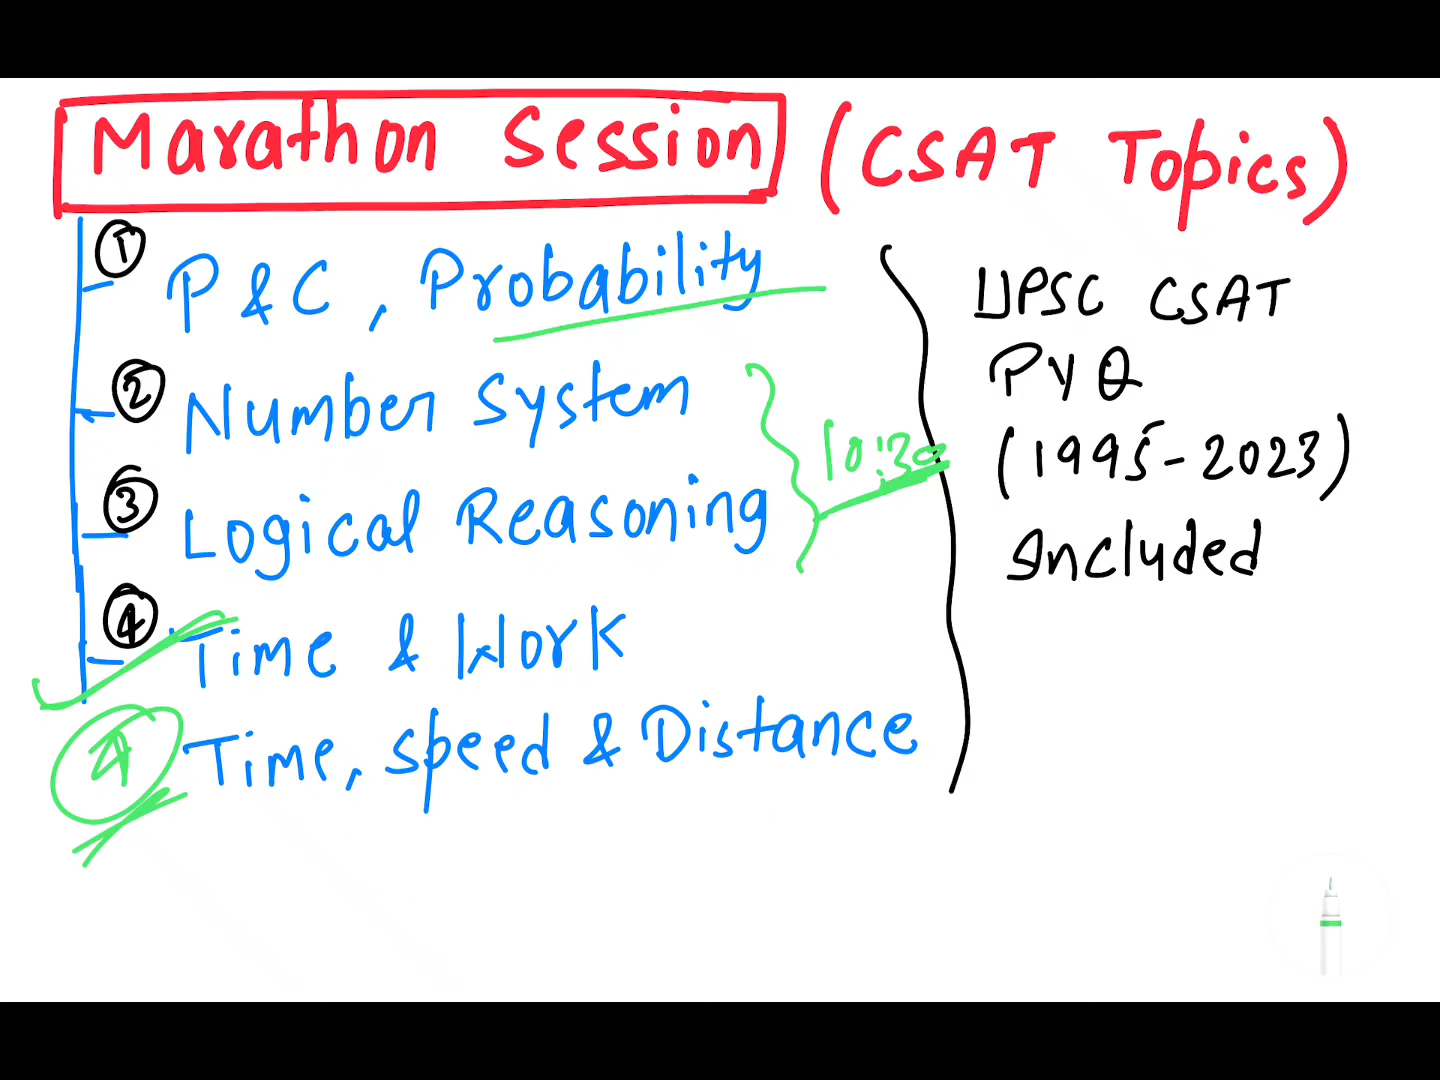 Marathon Session (CSAT Topics)
① P & C, Probability
② Number System
③ Logical Reasoning
10:30
④ Time & Work
④ Time, Speed & Distance
UPSC CSAT
PYQ
(1995-2023)
Included